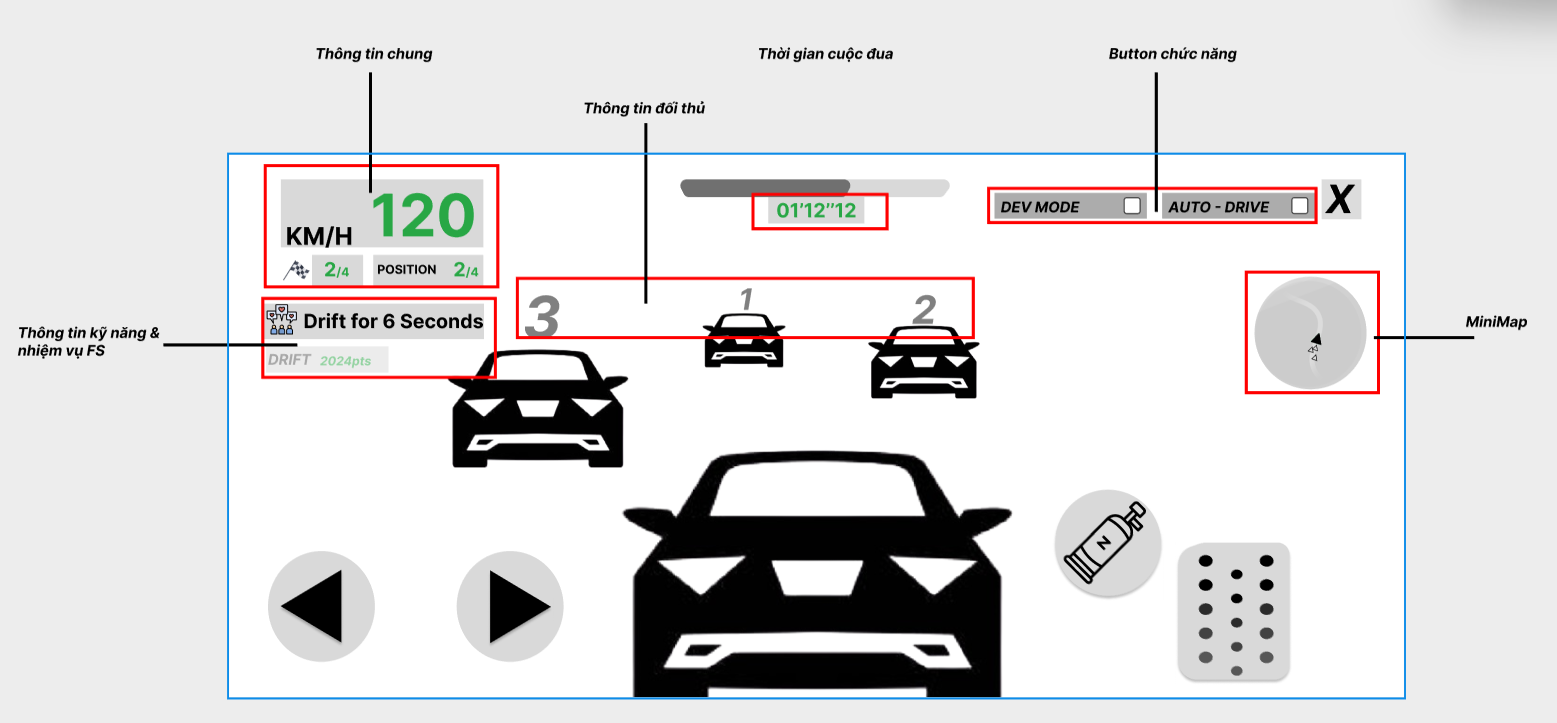 Thông tin chung
Thời gian cuộc đua
Button chức năng
Thông tin đối thủ
120
KM/H
01'12''12
DEV MODE
AUTO - DRIVE
X
2/4
POSITION
2/4
3
1
2
Drift for 6 Seconds
DRIFT 2024pts
Thông tin kỹ năng &
nhiệm vụ FS
MiniMap
N